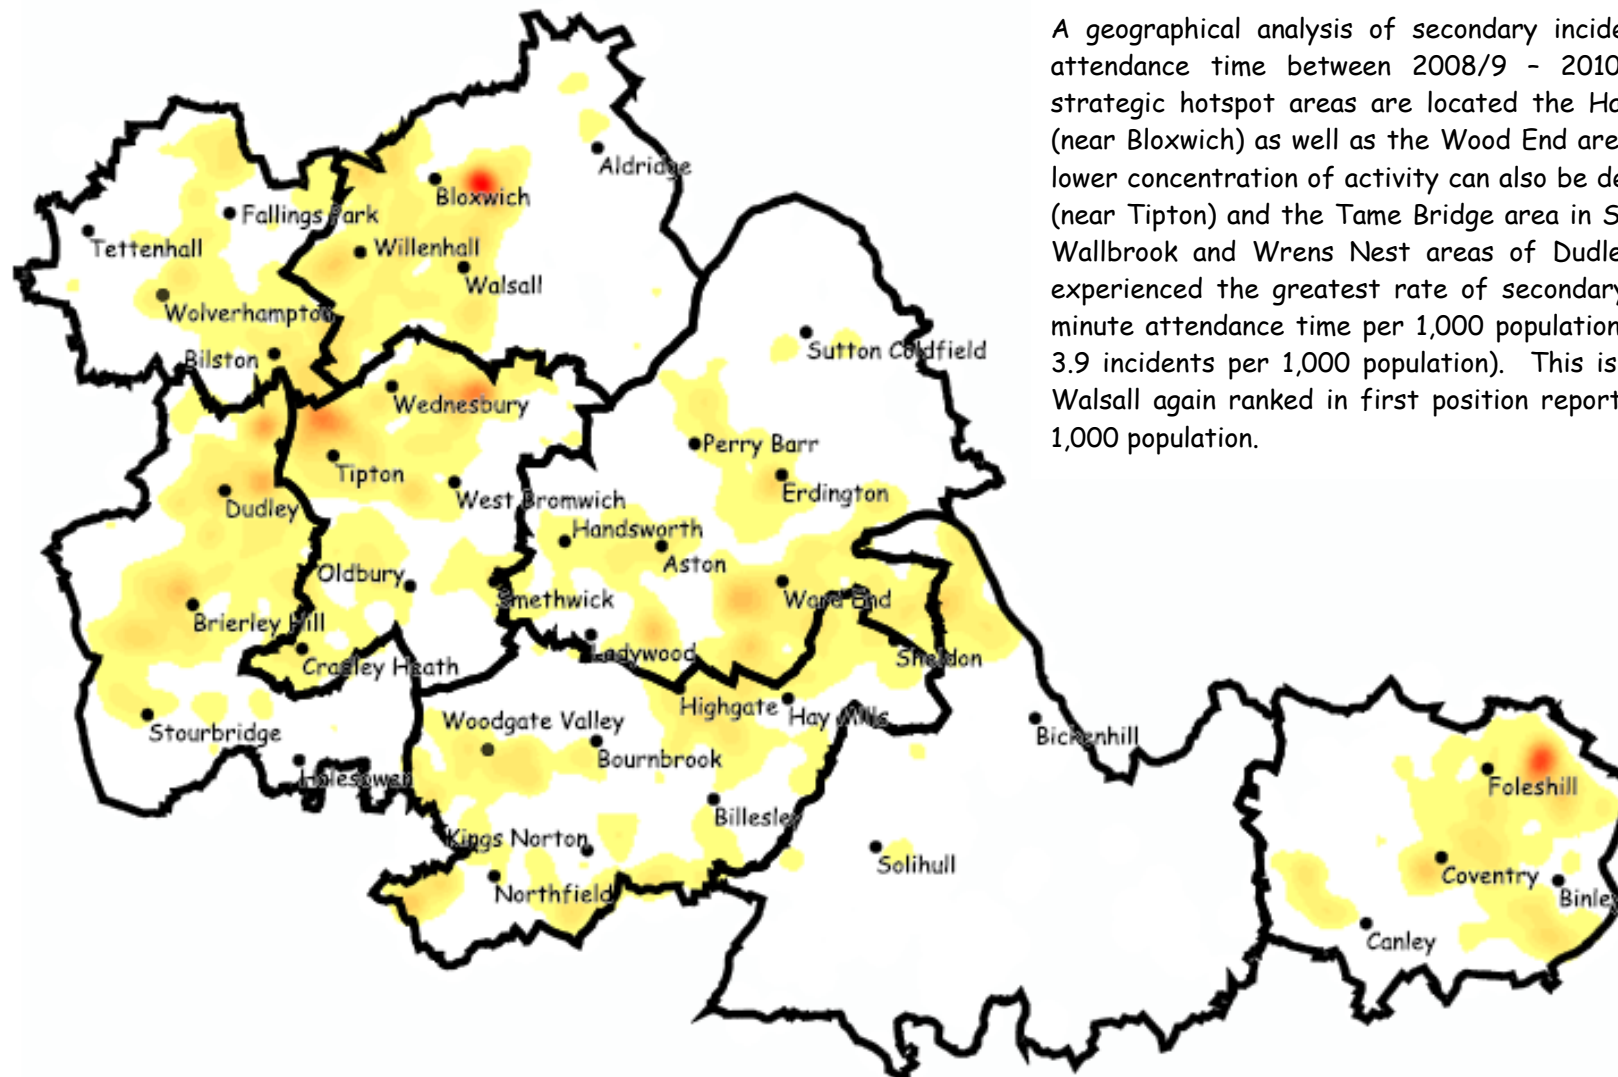 A geographical analysis of secondary incide
attendance time between 2008/9 – 2010
strategic hotspot areas are located the Ha
(near Bloxwich) as well as the Wood End are
lower concentration of activity can also be de
(near Tipton) and the Tame Bridge area in S
Wallbrook and Wrens Nest areas of Dudle
experienced the greatest rate of secondary
minute attendance time per 1,000 population
3.9 incidents per 1,000 population). This is
Walsall again ranked in first position report
1,000 population.
Aldridge
Bloxwich
Fallings Park
Tettenhall
Willenhall
Walsall
Wolverhampton
Bilston
Sutton Coldfield
Wednesbury
Perry Barr
Tipton
Erdington
West Bromwich
Dudley
Handsworth
Aston
Oldbury
Smethwick
Ward End
Brierley Hill
Ladywood
Sheldon
Cradley Heath
Highgate
Hay Mills
Woodgate Valley
Stourbridge
Bickenhill
Bournbrook
Halesowen
Foleshill
Billesley
Kings Norton
Solihull
Coventry
Northfield
Binley
Canley